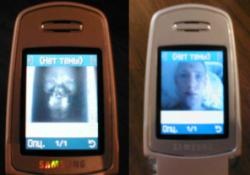 (Нет темы)
Опц. 1/1
SAMSUNG
(Нет темы)
Опц. 1/1
SAMSUNG